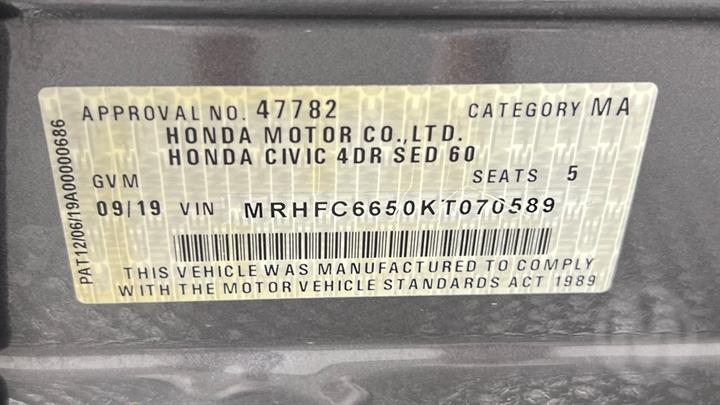 APPROVAL NO. 47782 CATEGORY MA
HONDA MOTOR CO.,LTD.
HONDA CIVIC 4DR SED 60
GVM SEATS 5
09/19 VIN MRHFC6650KT070589
THIS VEHICLE WAS MANUFACTURED TO COMPLY
WITH THE MOTOR VEHICLE STANDARDS ACT 1989
PAT12/06/19A00000686